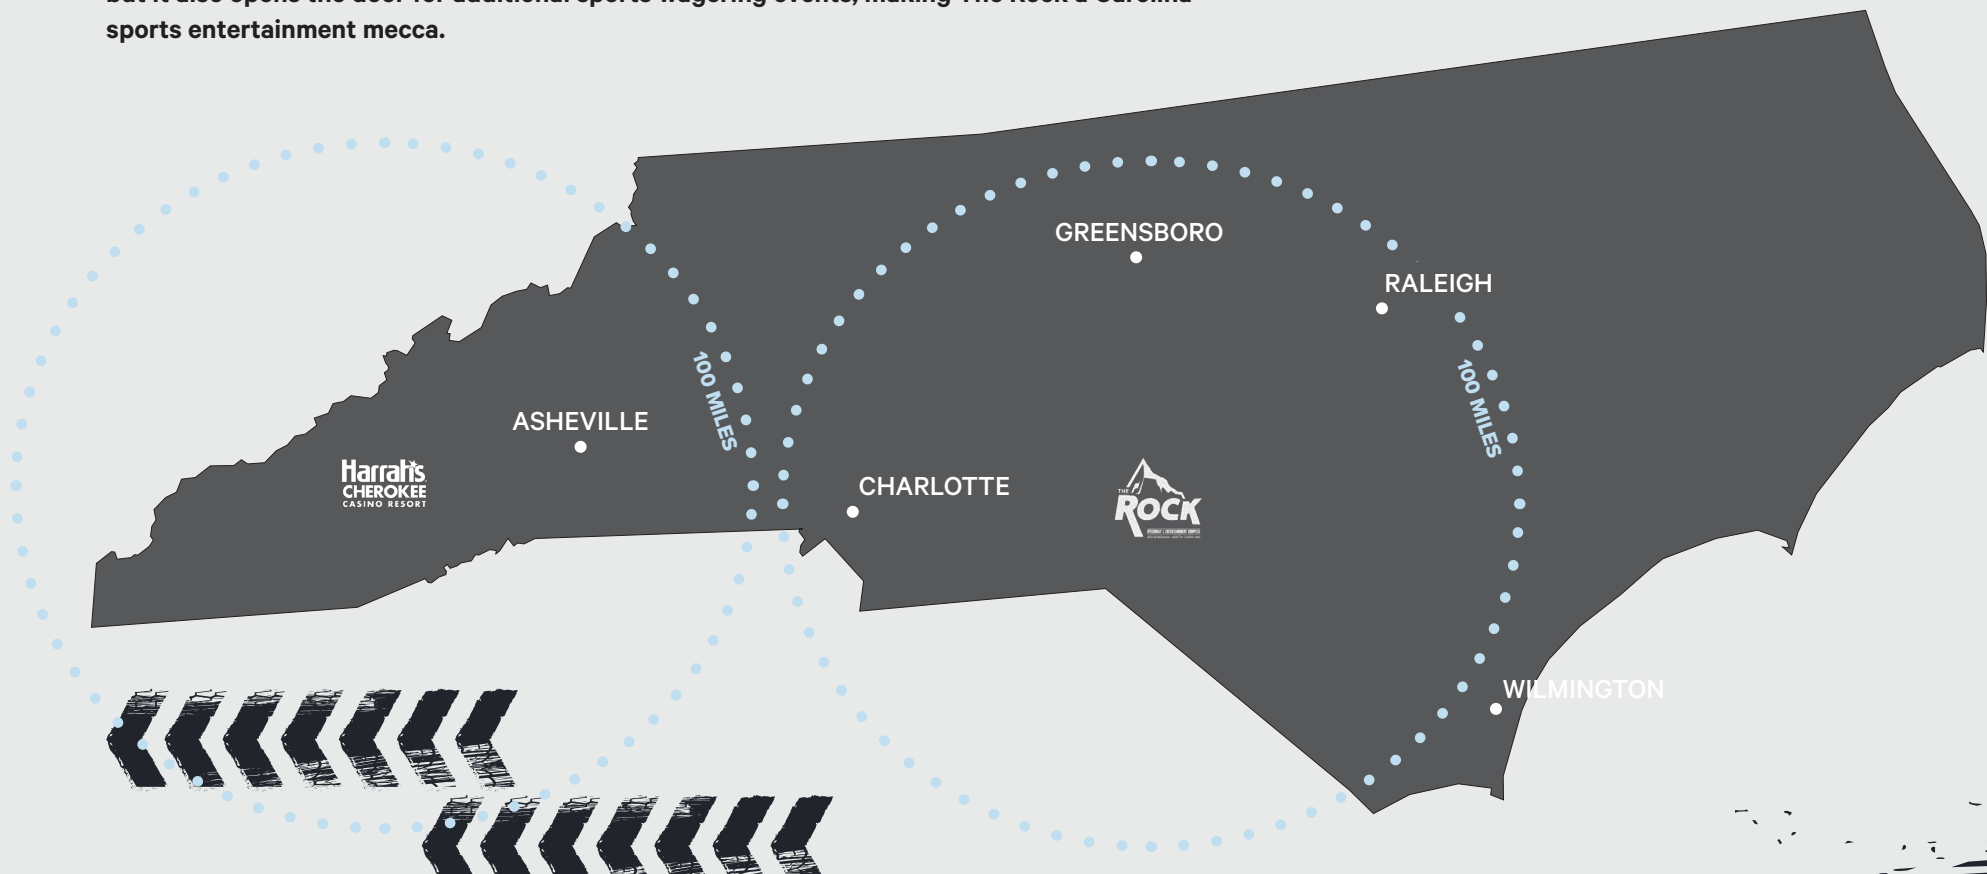 sports entertainment mecca.
GREENSBORO
RALEIGH
100 MILES
100 MILES
ASHEVILLE
Harrah's
CHEROKEE
CASINO RESORT
CHARLOTTE
THE
ROCK
WILMINGTON